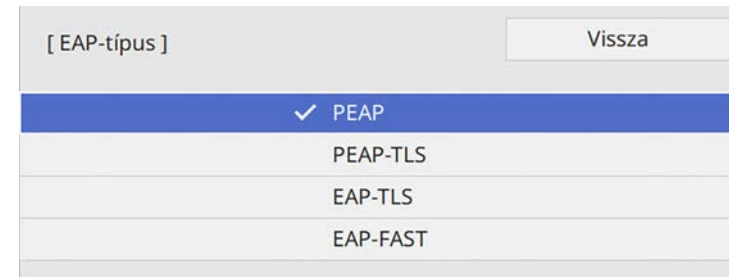 [ EAP-típus ] Vissza
PEAP
PEAP-TLS
EAP-TLS
EAP-FAST